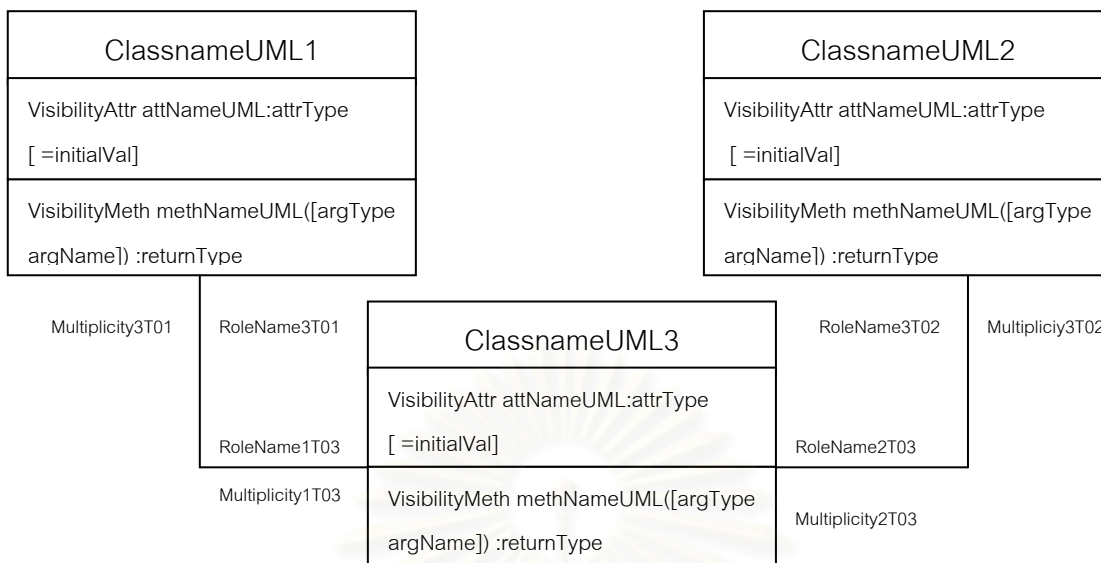 ClassnameUML1
VisibilityAttr attNameUML:attrType
[ =initialVal]
VisibilityMeth methNameUML([argType
argName]) :returnType
ClassnameUML2
VisibilityAttr attNameUML:attrType
[ =initialVal]
VisibilityMeth methNameUML([argType
argName]) :returnType
Multiplicity3T01
RoleName3T01
RoleName3T02
Multipliciy3T02
ClassnameUML3
VisibilityAttr attNameUML:attrType
[ =initialVal]
VisibilityMeth methNameUML([argType
argName]) :returnType
RoleName1T03
Multiplicity1T03
RoleName2T03
Multiplicity2T03